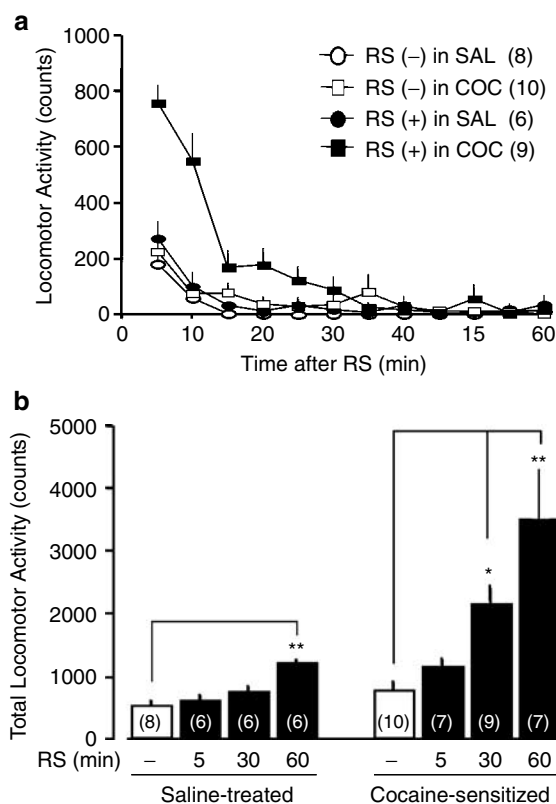 a
Locomotor Activity (counts)
1000
800
600
400
200
0
RS (−) in SAL (8)
RS (−) in COC (10)
RS (+) in SAL (6)
RS (+) in COC (9)
0 10 20 30 40 15 60
Time after RS (min)
b
Total Locomotor Activity (counts)
5000
4000
3000
2000
1000
0
** * **
(8) (6) (6) (6) (10) (7) (9) (7)
RS (min) – 5 30 60 – 5 30 60
Saline-treated Cocaine-sensitized